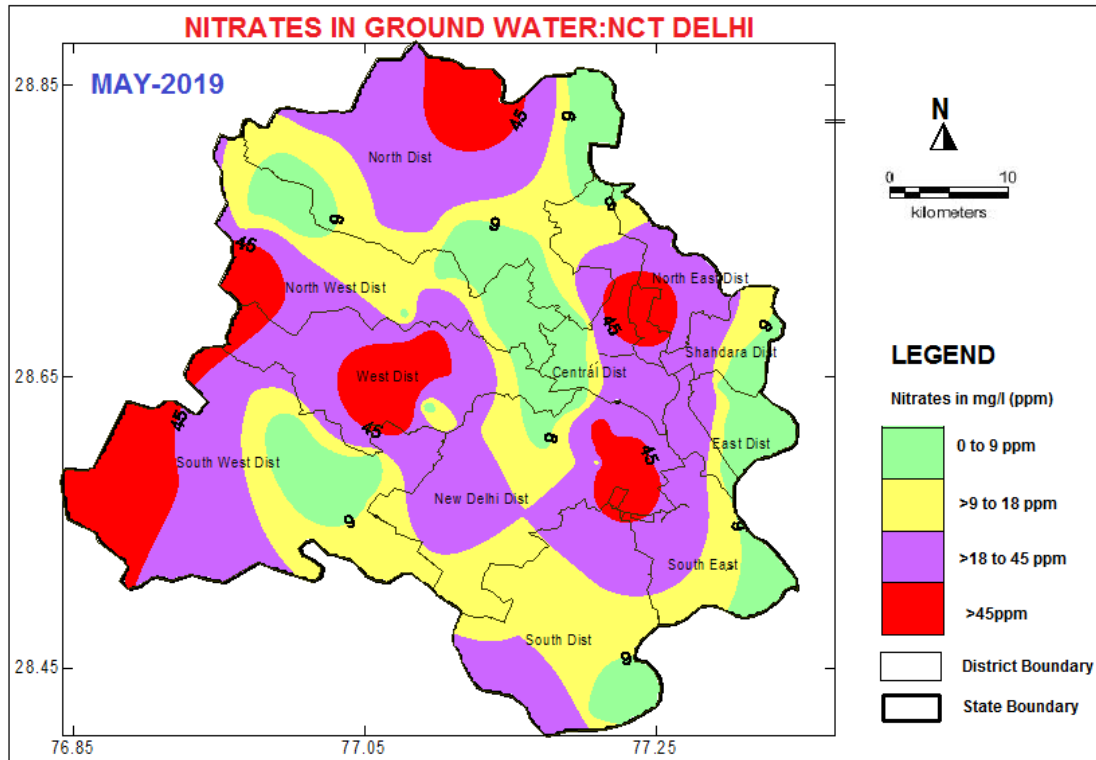 NITRATES IN GROUND WATER:NCT DELHI
MAY-2019
28.85
28.65
28.45
76.85
77.05
77.25
N
0 10
kilometers
45
9
North Dist
9
9
9
45
North West Dist
North East Dist
45
9
Shahdara Dist
West Dist
Central Dist
45
45
9
East Dist
45
South West Dist
New Delhi Dist
9
9
South East
South Dist
9
LEGEND
Nitrates in mg/l (ppm)
0 to 9 ppm
>9 to 18 ppm
>18 to 45 ppm
>45ppm
District Boundary
State Boundary